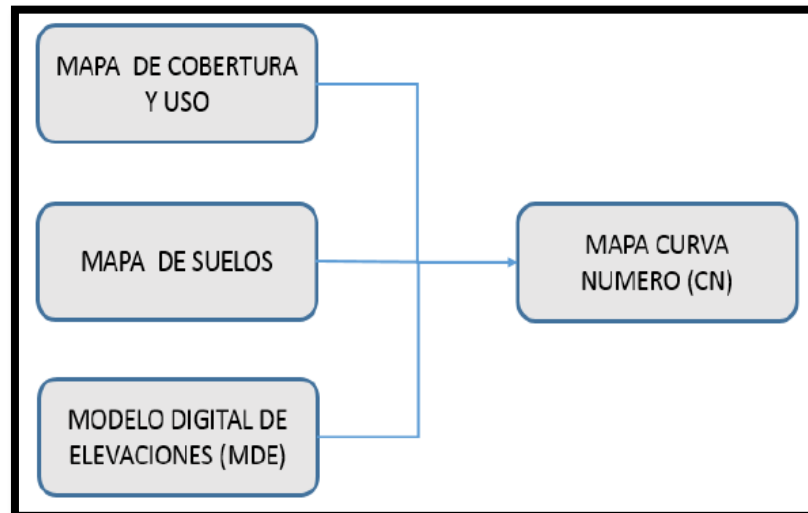 MAPA DE COBERTURA
Y USO
MAPA DE SUELOS
MODELO DIGITAL DE
ELEVACIONES (MDE)
MAPA CURVA
NUMERO (CN)